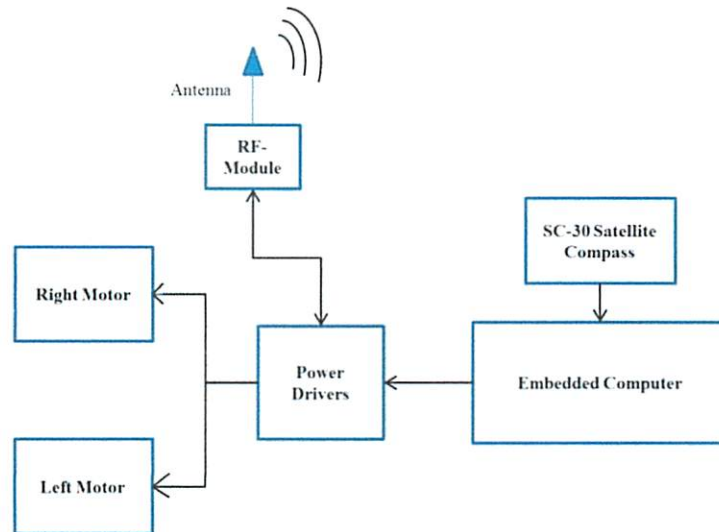 Antenna
RF-
Module
SC-30 Satellite
Compass
Right Motor
Power
Drivers
Embedded Computer
Left Motor